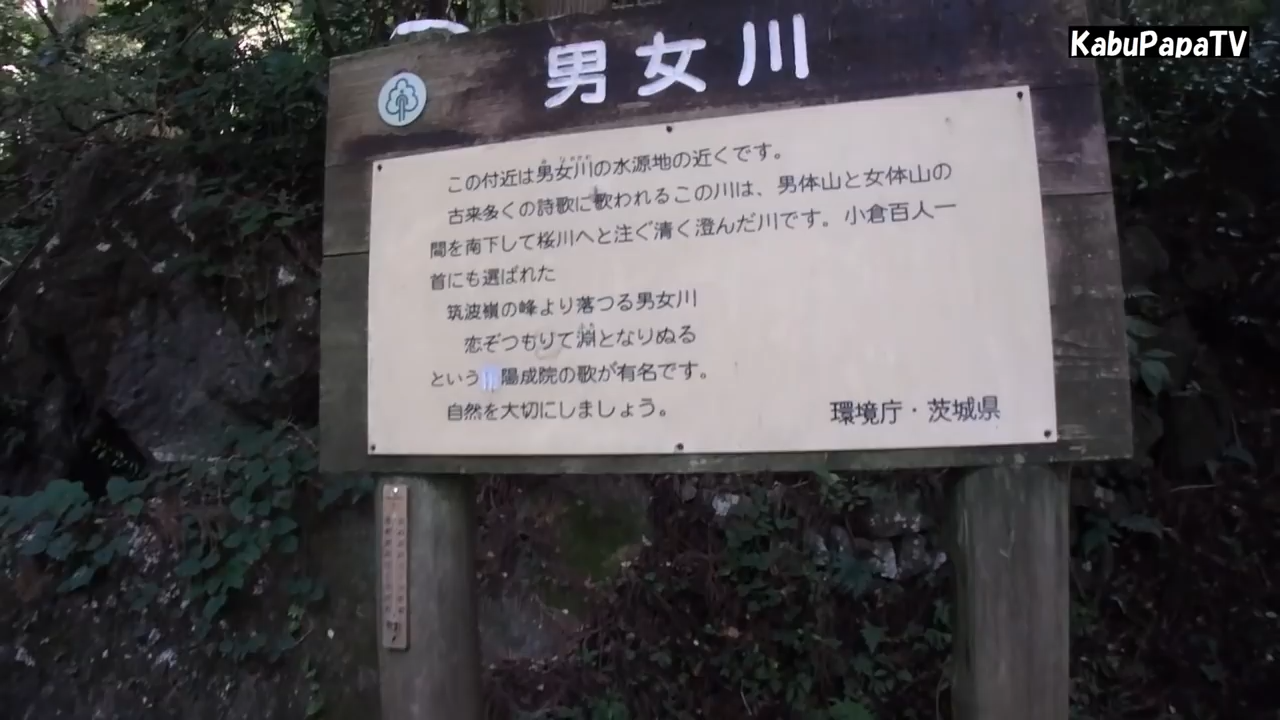 KabuPapaTV
男女川
この付近は男女川の水源地の近くです。
古来多くの詩歌に歌われるこの川は、男体山と女体山の
間を南下して桜川へと注ぐ清く澄んだ川です。小倉百人一
首にも選ばれた
筑波嶺の峰より落つる男女川
恋ぞつもりて淵となりぬる
という陽成院の歌が有名です。
自然を大切にしましょう。
環境庁・茨城県